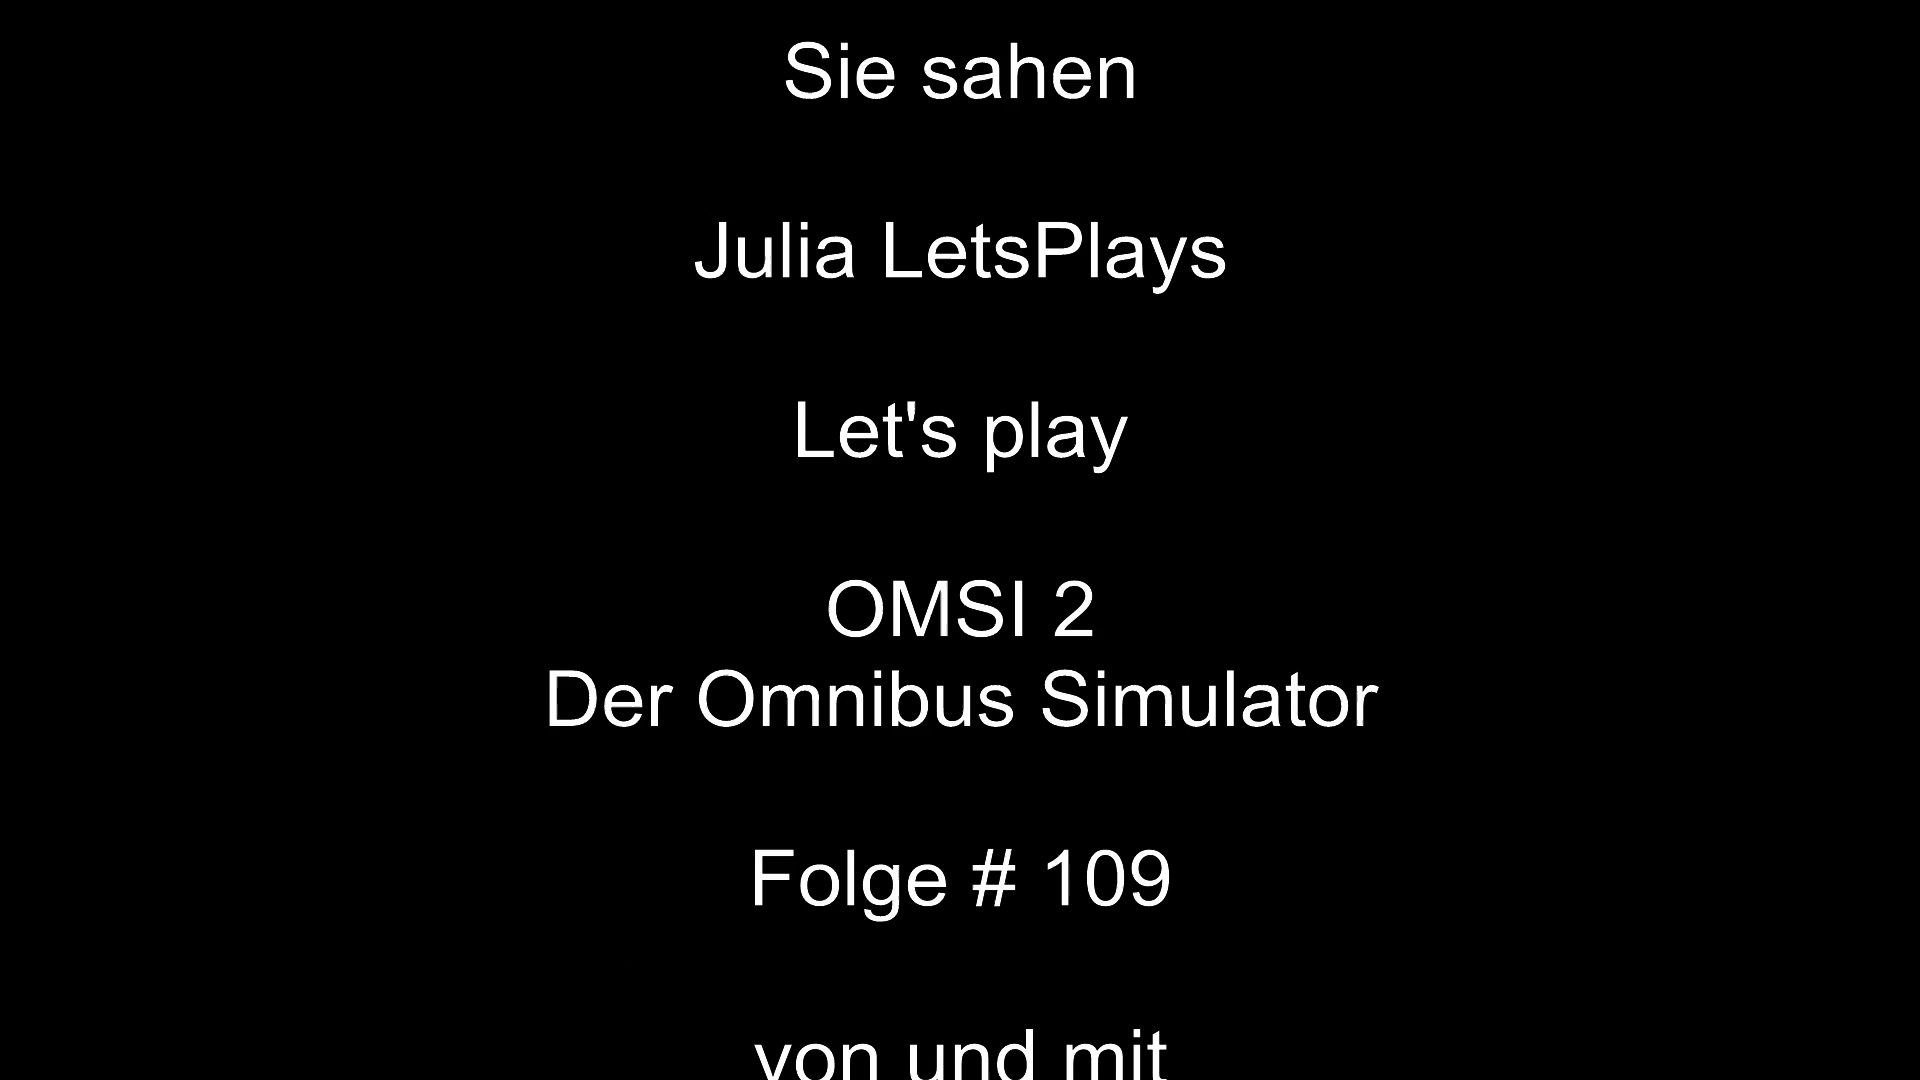 Sie sahen
Julia LetsPlays
Let's play
OMSI 2
Der Omnibus Simulator
Folge # 109
von und mit